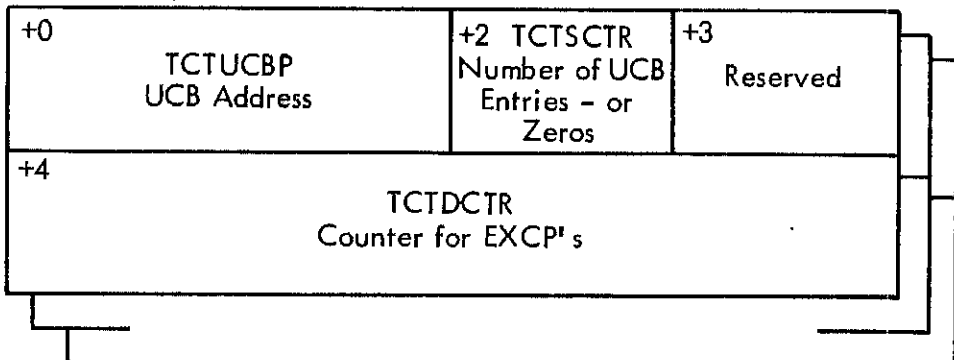 +0
TCTUCBP
UCB Address
+2 TCTSCTR
Number of UCB
Entries - or
Zeros
+3
Reserved
+4
TCTDCTR
Counter for EXCP's